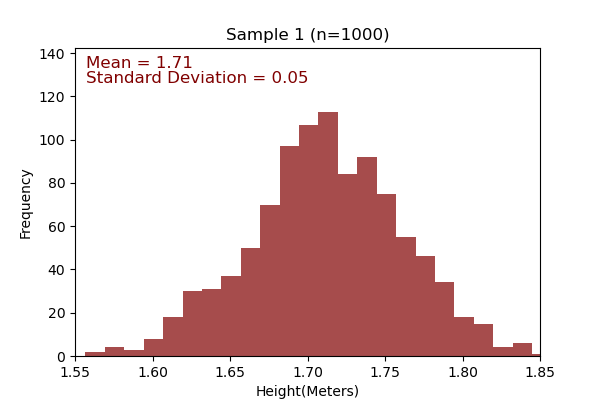 Sample 1 (n=1000)
Mean = 1.71
Standard Deviation = 0.05
140
120
100
80
60
40
20
0
Frequency
1.55 1.60 1.65 1.70 1.75 1.80 1.85
Height(Meters)